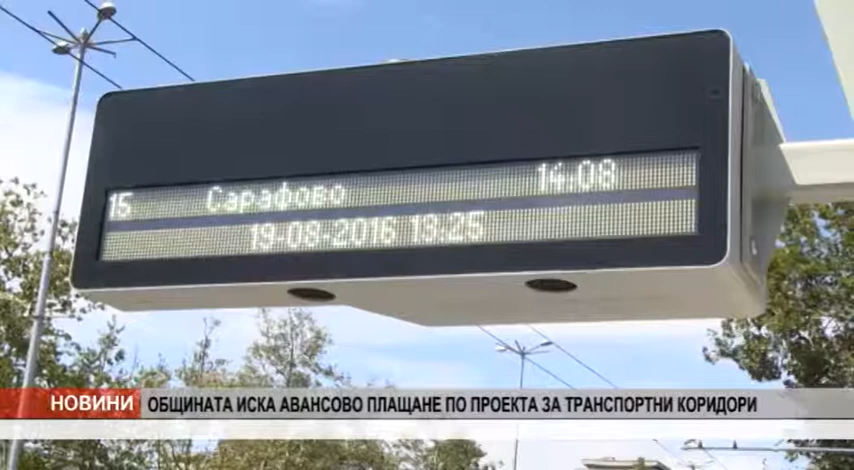 15 Сарафово 14:08
19-08-2016 13:25
НОВИНИ ОБЩИНАТА ИСКА АВАНСОВО ПЛАЩАНЕ ПО ПРОЕКТА ЗА ТРАНСПОРТНИ КОРИДОРИ